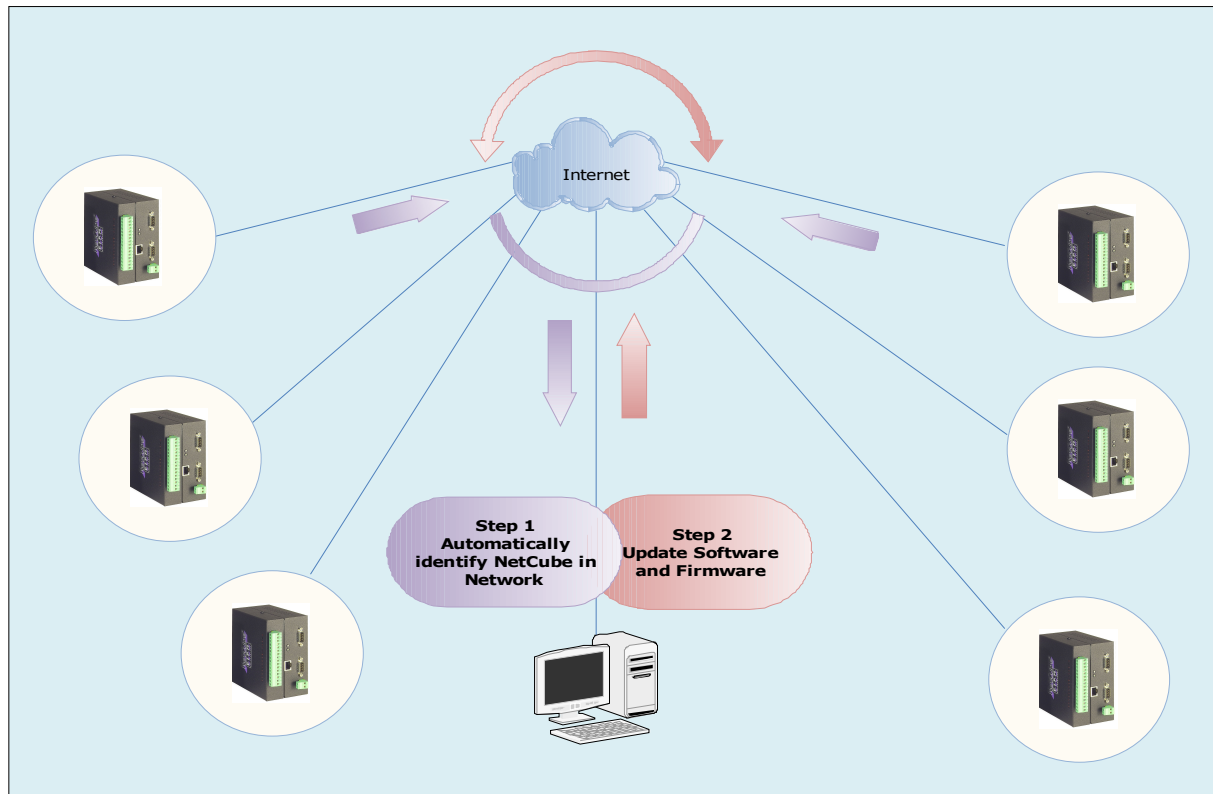 Internet
Step 1
Automatically
identify NetCube in
Network
Step 2
Update Software
and Firmware